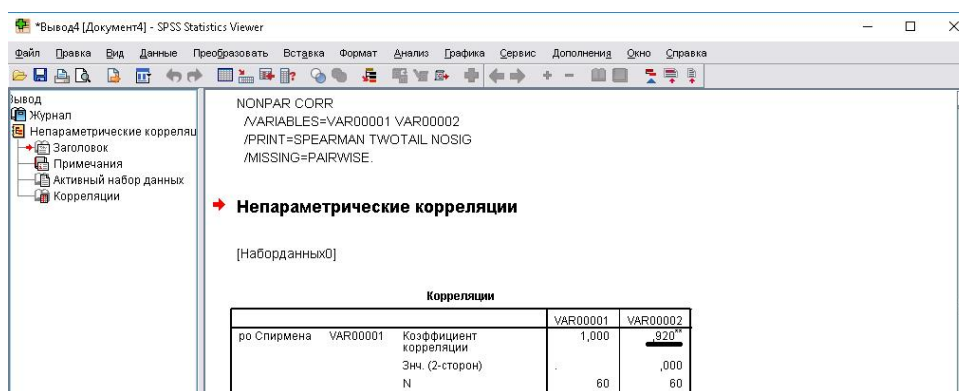 *Вывод4 [Документ4] - SPSS Statistics Viewer
Файл Правка Вид Данные Преобразовать Вставка Формат Анализ Графика Сервис Дополнения Окно Справка
Вывод
Журнал
Непараметрические корреляц
Заголовок
Примечания
Активный набор данных
Корреляции
NONPAR CORR
/VARIABLES=VAR00001 VAR00002
/PRINT=SPEARMAN TWOTAIL NOSIG
/MISSING=PAIRWISE.
Непараметрические корреляции
[Наборданных0]
Корреляции
VAR00001 VAR00002
ро Спирмена VAR00001 Коэффициент корреляции 1,000 ,920**
Знч. (2-сторон) . ,000
N 60 60